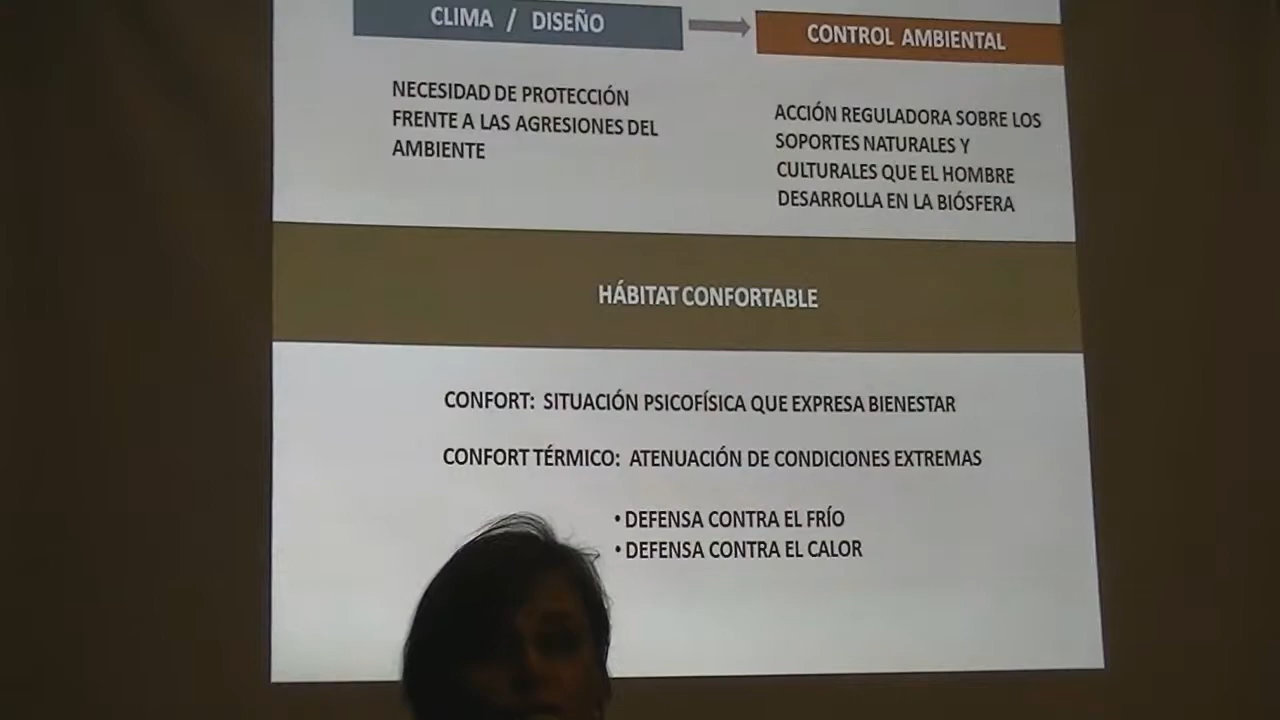 CLIMA / DISEÑO
CONTROL AMBIENTAL
NECESIDAD DE PROTECCIÓN
FRENTE A LAS AGRESIONES DEL
AMBIENTE
ACCIÓN REGULADORA SOBRE LOS
SOPORTES NATURALES Y
CULTURALES QUE EL HOMBRE
DESARROLLA EN LA BIÓSFERA
HÁBITAT CONFORTABLE
CONFORT: SITUACIÓN PSICOFÍSICA QUE EXPRESA BIENESTAR
CONFORT TÉRMICO: ATENUACIÓN DE CONDICIONES EXTREMAS
• DEFENSA CONTRA EL FRÍO
• DEFENSA CONTRA EL CALOR